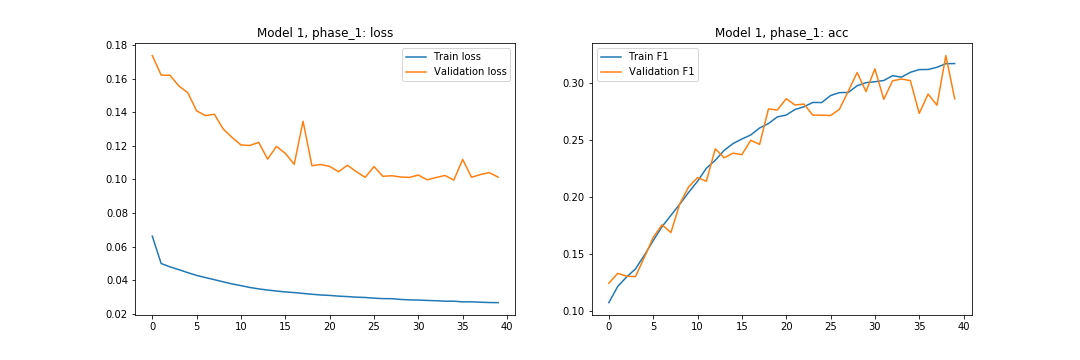 Model 1, phase_1: loss
Train loss
Validation loss
0.18
0.16
0.14
0.12
0.10
0.08
0.06
0.04
0.02
0 5 10 15 20 25 30 35 40
Model 1, phase_1: acc
Train F1
Validation F1
0.30
0.25
0.20
0.15
0.10
0 5 10 15 20 25 30 35 40